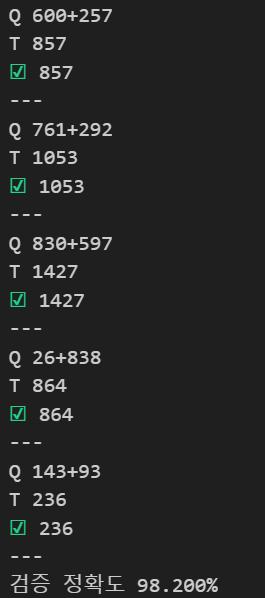 Q 600+257
T 857
☑ 857
---
Q 761+292
T 1053
☑ 1053
---
Q 830+597
T 1427
☑ 1427
---
Q 26+838
T 864
☑ 864
---
Q 143+93
T 236
☑ 236
---
검증 정확도 98.200%